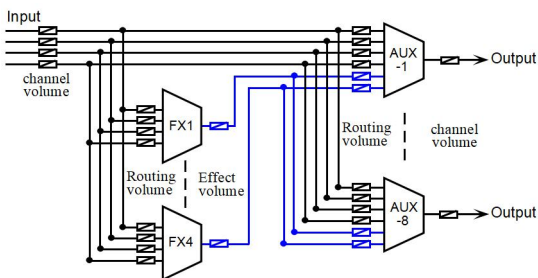 Input
channel
volume
FX1
Routing
volume
Effect
volume
FX4
AUX
-1
Output
Routing
volume
channel
volume
AUX
-8
Output